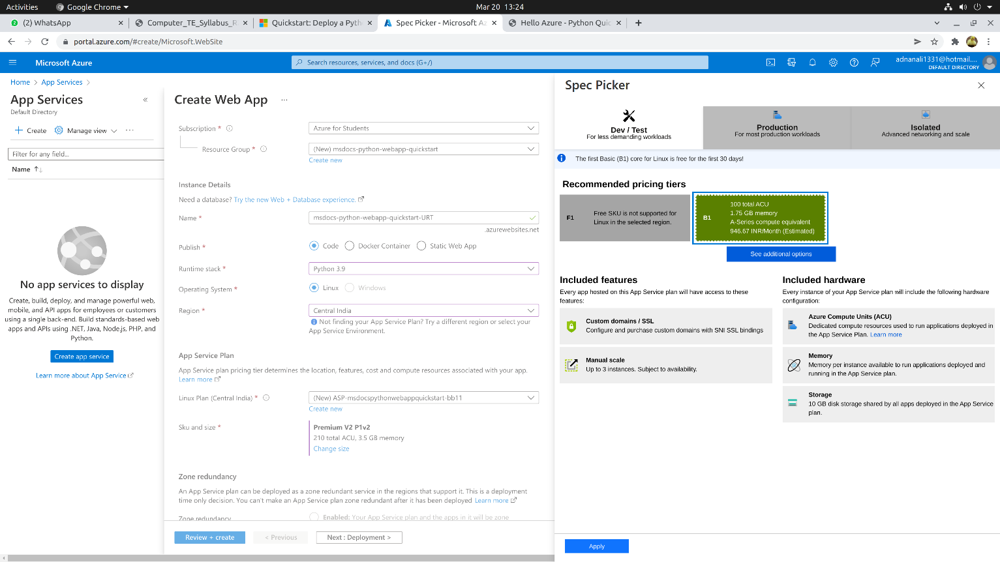 Activities
Google Chrome
Mar 20 13:24
(2) WhatsApp
Computer_TE_Syllabus_R
Quickstart: Deploy a Pyth
Spec Picker - Microsoft Az
Hello Azure - Python Quic
portal.azure.com/#create/Microsoft.WebSite
Microsoft Azure
Search resources, services, and docs (G+/)
adnanali1331@hotmail....
DEFAULT DIRECTORY
Home > App Services >
App Services
Default Directory
+ Create
Manage view
...
Filter for any field...
Name ↑↓
No app services to display
Create, build, deploy, and manage powerful web,
mobile, and API apps for employees or customers
using a single back-end. Build standards-based web
apps and APIs using .NET, Java, Node.js, PHP, and
Python.
Create app service
Learn more about App Service
Create Web App ...
Subscription *
Azure for Students
Resource Group *
(New) msdocs-python-webapp-quickstart
Create new
Instance Details
Need a database? Try the new Web + Database experience.
Name *
msdocs-python-webapp-quickstart-URT
.azurewebsites.net
Publish *
Code
Docker Container
Static Web App
Runtime stack *
Python 3.9
Operating System *
Linux
Windows
Region *
Central India
Not finding your App Service Plan? Try a different region or select your
App Service Environment.
App Service Plan
App Service plan pricing tier determines the location, features, cost and compute resources associated with your app.
Learn more
Linux Plan (Central India) *
(New) ASP-msdocspythonwebappquickstart-bb11
Create new
Sku and size *
Premium V2 P1v2
210 total ACU, 3.5 GB memory
Change size
Zone redundancy
An App Service plan can be deployed as a zone redundant service in the regions that support it. This is a deployment
time only decision. You can't make an App Service plan zone redundant after it has been deployed Learn more
Zone redundancy
Enabled: Your App Service plan and the apps in it will be zone
Review + create
< Previous
Next : Deployment >
Spec Picker
Dev / Test
For less demanding workloads
Production
For most production workloads
Isolated
Advanced networking and scale
The first Basic (B1) core for Linux is free for the first 30 days!
Recommended pricing tiers
F1
Free SKU is not supported for
Linux in the selected region.
B1
100 total ACU
1.75 GB memory
A-Series compute equivalent
946.67 INR/Month (Estimated)
See additional options
Included features
Every app hosted on this App Service plan will have access to these
features:
Custom domains / SSL
Configure and purchase custom domains with SNI SSL bindings
Manual scale
Up to 3 instances. Subject to availability.
Included hardware
Every instance of your App Service plan will include the following hardware
configuration:
Azure Compute Units (ACU)
Dedicated compute resources used to run applications deployed in
the App Service Plan. Learn more
Memory
Memory per instance available to run applications deployed and
running in the App Service plan.
Storage
10 GB disk storage shared by all apps deployed in the App Service
plan.
Apply